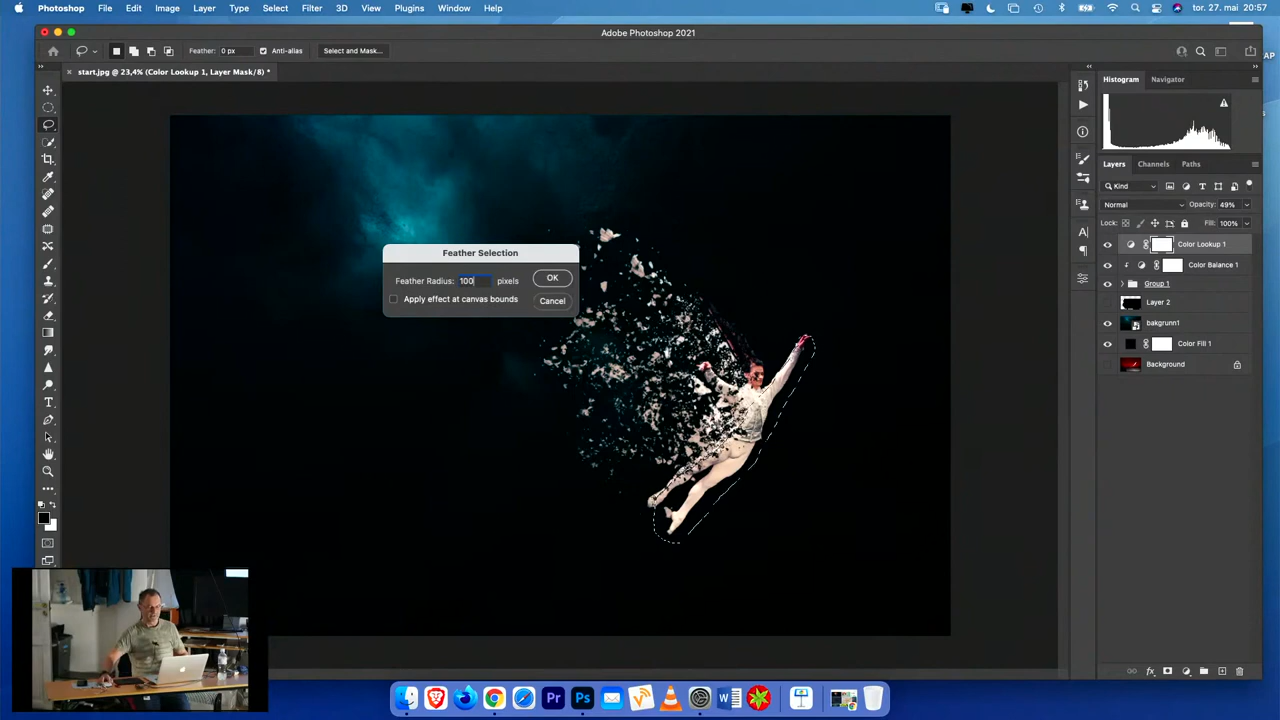 Photoshop File Edit Image Layer Type Select Filter 3D View Plugins Window Help tor. 27. mai 20:57
Adobe Photoshop 2021
Feather: 0 px Anti-alias Select and Mask...
start.jpg @ 23,4% (Color Lookup 1, Layer Mask/8) *
Histogram Navigator
Layers Channels Paths
Kind
Normal Opacity: 49%
Lock: Fill: 100%
Color Lookup 1
Color Balance 1
Group 1
Layer 2
bakgrunn1
Color Fill 1
Background
Feather Selection
Feather Radius: 100 pixels OK
Apply effect at canvas bounds Cancel
Pr Ps W